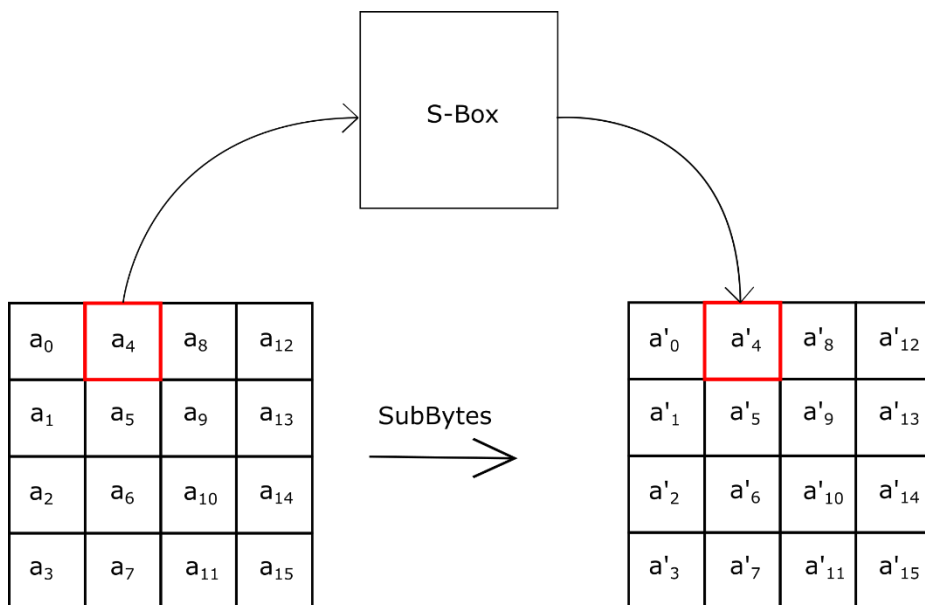 S-Box
a₀ a₄ a₈ a₁₂ a'₀ a'₄ a'₈ a'₁₂
a₁ a₅ a₉ a₁₃ SubBytes a'₁ a'₅ a'₉ a'₁₃
a₂ a₆ a₁₀ a₁₄ a'₂ a'₆ a'₁₀ a'₁₄
a₃ a₇ a₁₁ a₁₅ a'₃ a'₇ a'₁₁ a'₁₅